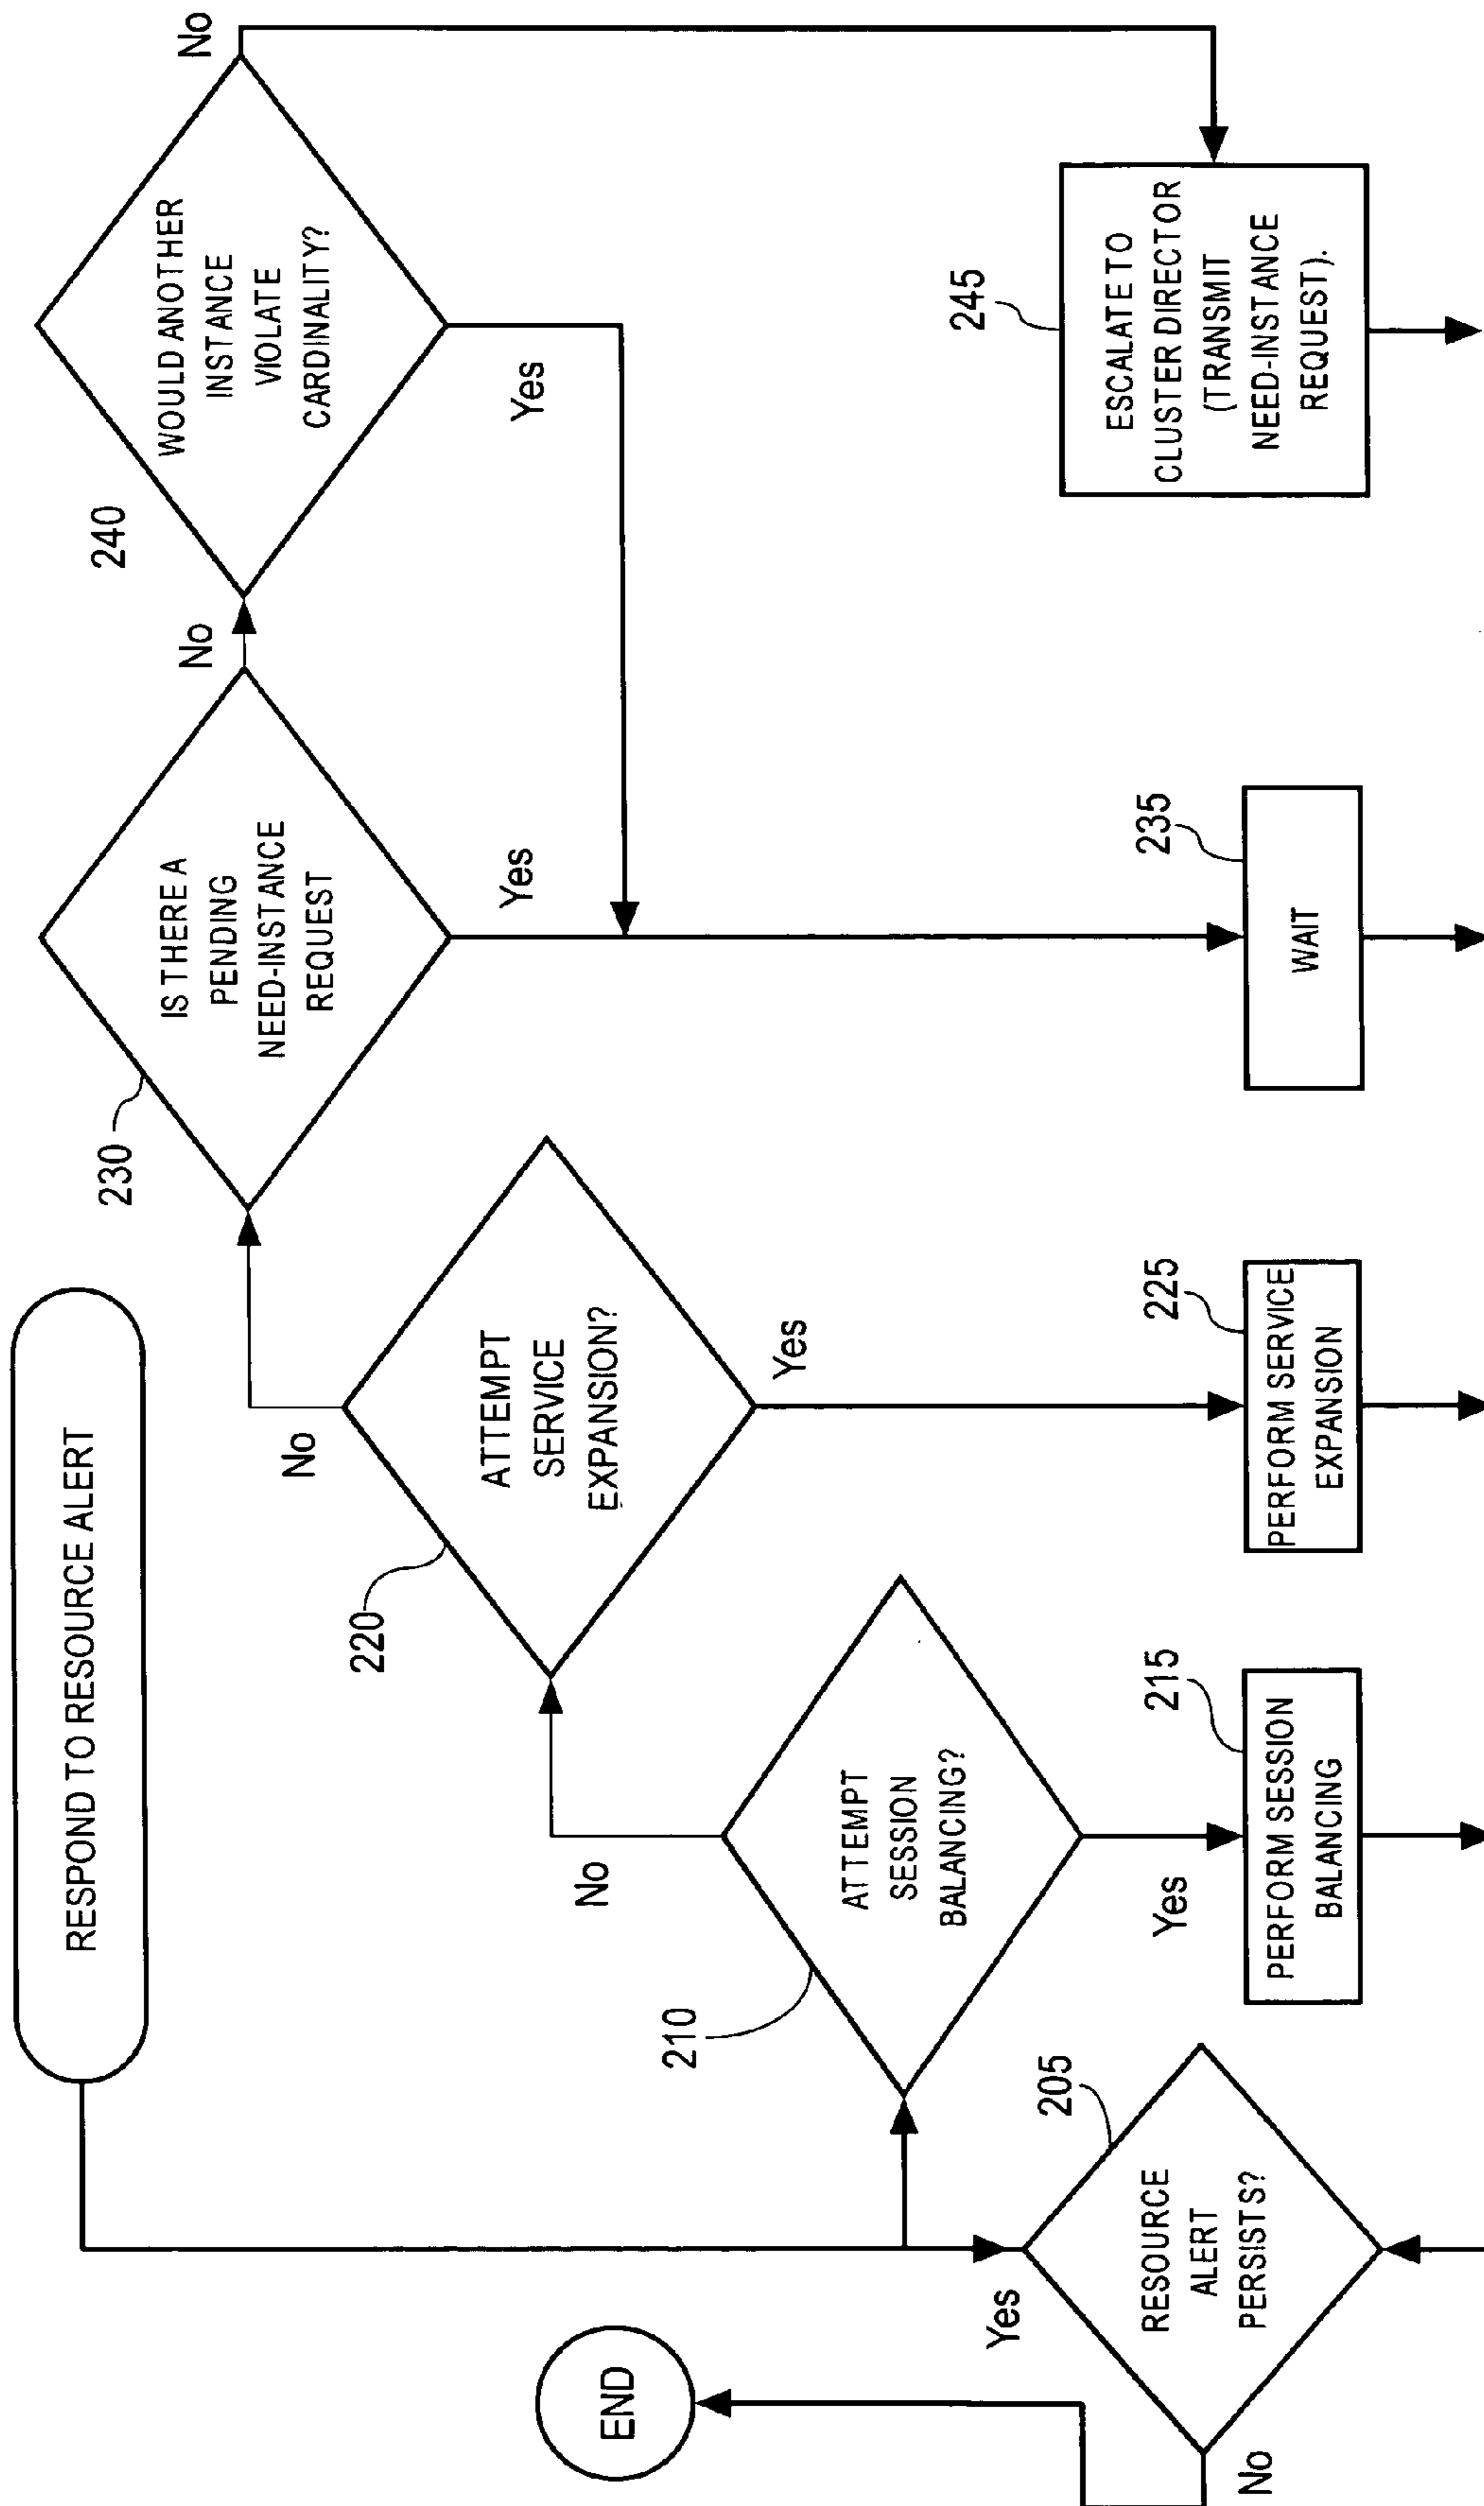 RESPOND TO RESOURCE ALERT
END
No
RESOURCE
ALERT
PERSISTS?
205
Yes
210
ATTEMPT
SESSION
BALANCING?
No
Yes
215
PERFORM SESSION
BALANCING
220
ATTEMPT
SERVICE
EXPANSION?
No
Yes
225
PERFORM SERVICE
EXPANSION
230
IS THERE A
PENDING
NEED-INSTANCE
REQUEST
No
Yes
235
WAIT
240
WOULD ANOTHER
INSTANCE
VIOLATE
CARDINALITY?
No
Yes
245
ESCALATE TO
CLUSTER DIRECTOR
(TRANSMIT
NEED-INSTANCE
REQUEST).